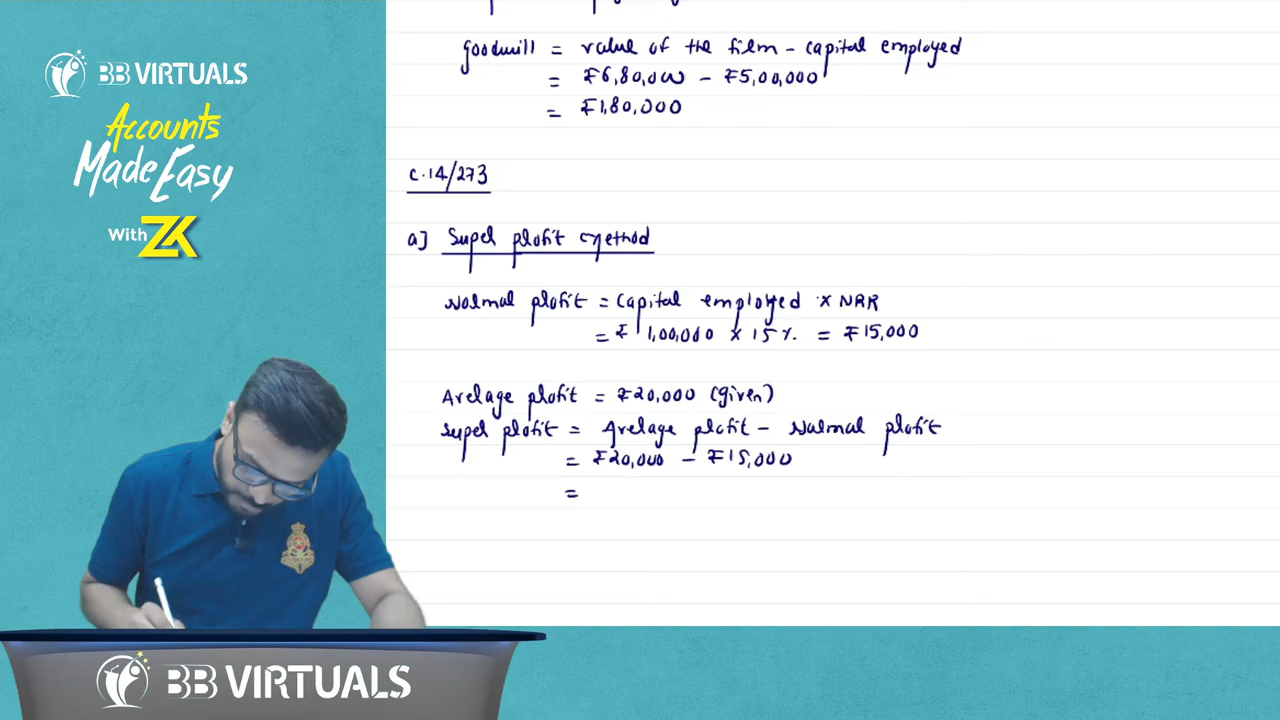 BB VIRTUALS
Accounts
Made Easy
With ZK
Goodwill = value of the firm - capital employed
= ₹6,80,000 - ₹5,00,000
= ₹1,80,000
C.14/273
a] Super profit method
Normal profit = Capital employed × NRR
= ₹ 1,00,000 × 15 % = ₹15,000
Average profit = ₹20,000 (given)
Super profit = Average profit - Normal profit
= ₹20,000 - ₹15,000
=
BB VIRTUALS